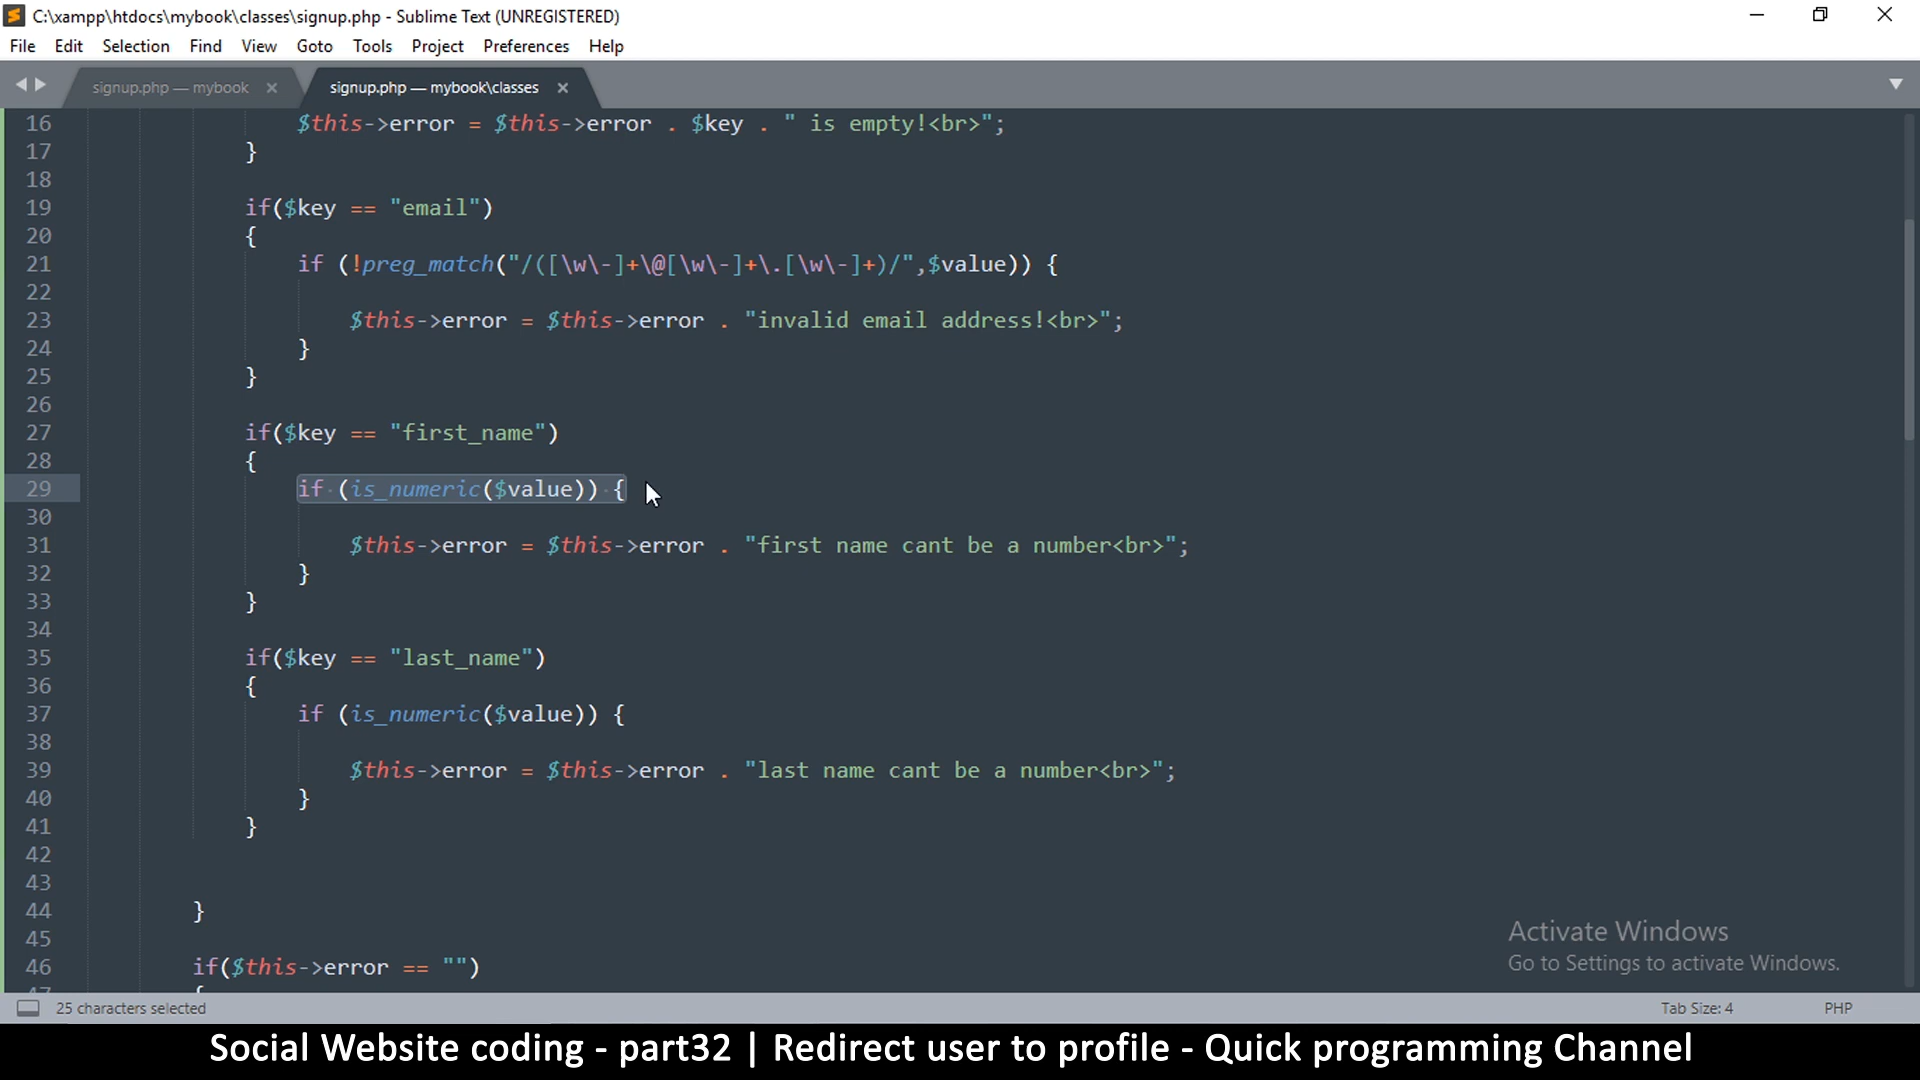 C:\xampp\htdocs\mybook\classes\signup.php - Sublime Text (UNREGISTERED)
File Edit Selection Find View Goto Tools Project Preferences Help
signup.php — mybook × signup.php — mybook\classes ×
16 $this->error = $this->error . $key . " is empty!<br>";
17 }
18
19 if($key == "email")
20 {
21 if (!preg_match("/([\w\-]+\@[\w\-]+\.[\w\-]+)/",$value)) {
22
23 $this->error = $this->error . "invalid email address!<br>";
24 }
25 }
26
27 if($key == "first_name")
28 {
29 if (is_numeric($value)) {
30
31 $this->error = $this->error . "first name cant be a number<br>";
32 }
33 }
34
35 if($key == "last_name")
36 {
37 if (is_numeric($value)) {
38
39 $this->error = $this->error . "last name cant be a number<br>";
40 }
41 }
42
43
44 }
45
46 if($this->error == "")
47 {
Activate Windows
Go to Settings to activate Windows.
25 characters selected Tab Size: 4 PHP
Social Website coding - part32 | Redirect user to profile - Quick programming Channel